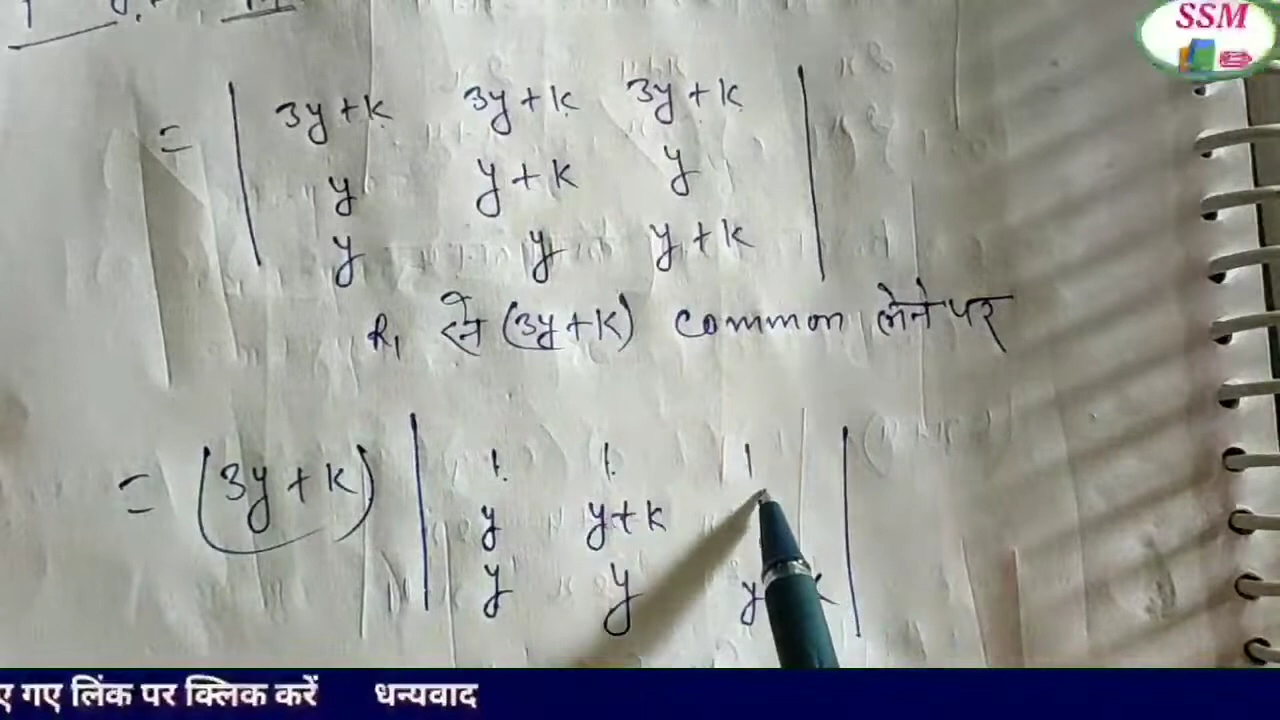 SSM
= | 3y+k 3y+k 3y+k |
| y y+k y |
| y y y+k |
R₁ से (3y+k) common लेने पर
= (3y+k) | 1 1 1 |
| y y+k |
| y y y |
ए गए लिंक पर क्लिक करें धन्यवाद